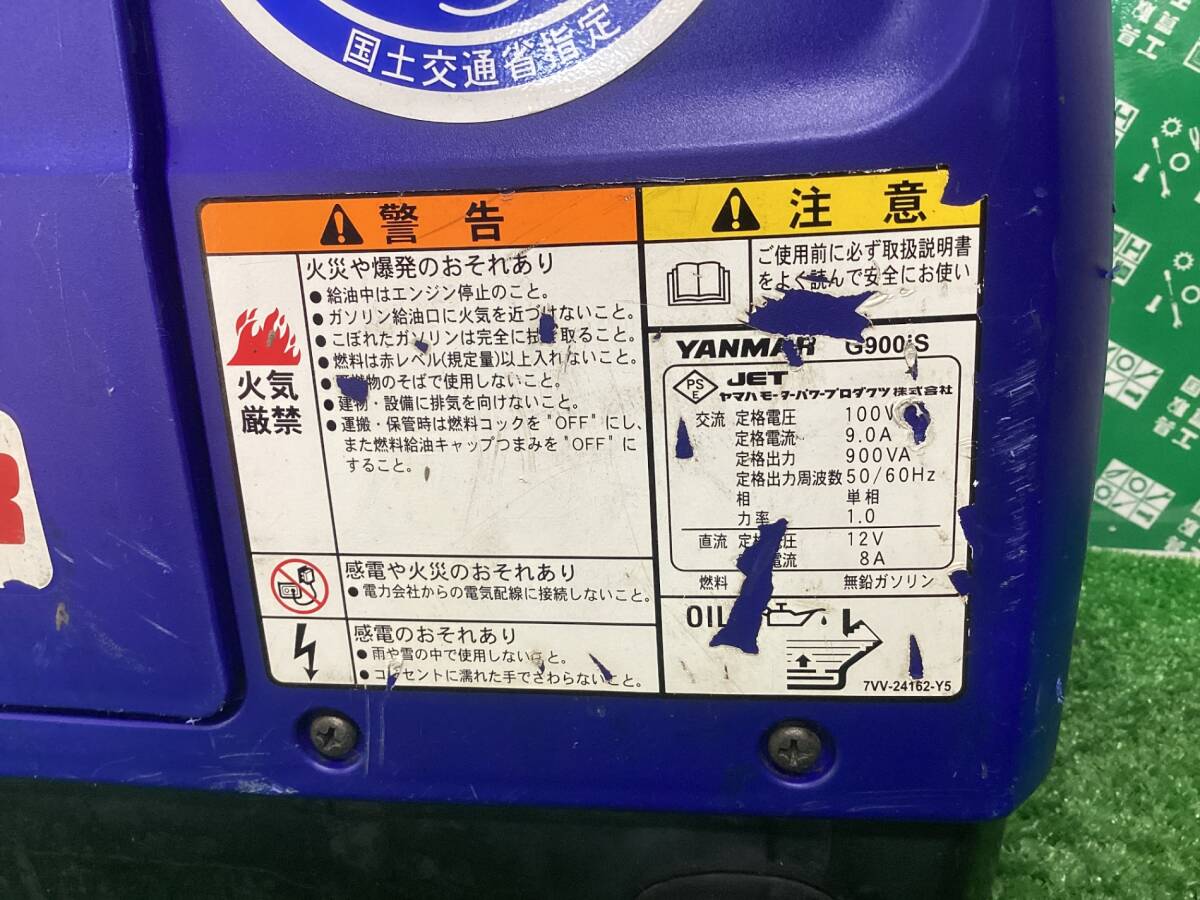 国土交通省指定
警告
火気
厳禁
火災や爆発のおそれあり
●給油中はエンジン停止のこと。
●ガソリン給油口に火気を近づけないこと。
●こぼれたガソリンは完全に拭き取ること。
●燃料は赤レベル(規定量)以上入れないこと。
燃物のそばで使用しないこと。
●建物・設備に排気を向けないこと。
●運搬・保管時は燃料コックを"OFF"にし、
また燃料給油キャップつまみを"OFF"に
すること。
感電や火災のおそれあり
●電力会社からの電気配線に接続しないこと。
感電のおそれあり
●雨や雪の中で使用しないこと。
●コンセントに濡れた手でさわらないこと。
注意
ご使用前に必ず取扱説明書
をよく読んで安全にお使い
YANMAR G900iS
PS
E
JET
ヤマハモーターパワープロダクツ株式会社
交流 定格電圧 100V
定格電流 9.0A
定格出力 900VA
定格出力周波数 50/60Hz
相 単相
力率 1.0
直流 定格電圧 12V
電流 8A
燃料 無鉛ガソリン
OIL
7VV-24162-Y5